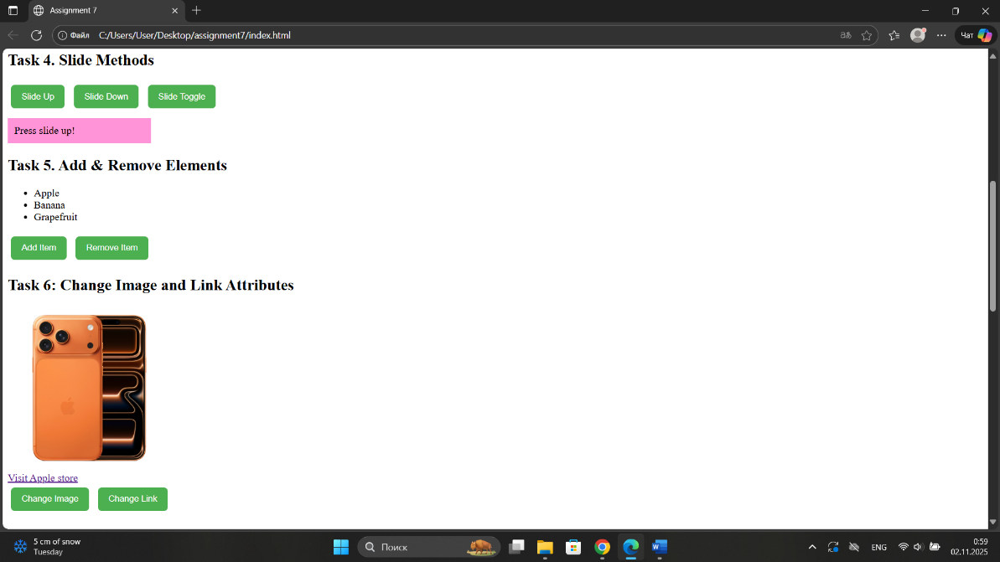 Assignment 7
Файл C:/Users/User/Desktop/assignment7/index.html
Чат
Task 4. Slide Methods
Slide Up Slide Down Slide Toggle
Press slide up!
Task 5. Add & Remove Elements
Apple
Banana
Grapefruit
Add Item Remove Item
Task 6: Change Image and Link Attributes
Visit Apple store
Change Image Change Link
5 cm of snow
Tuesday
Поиск
ENG
0:59
02.11.2025